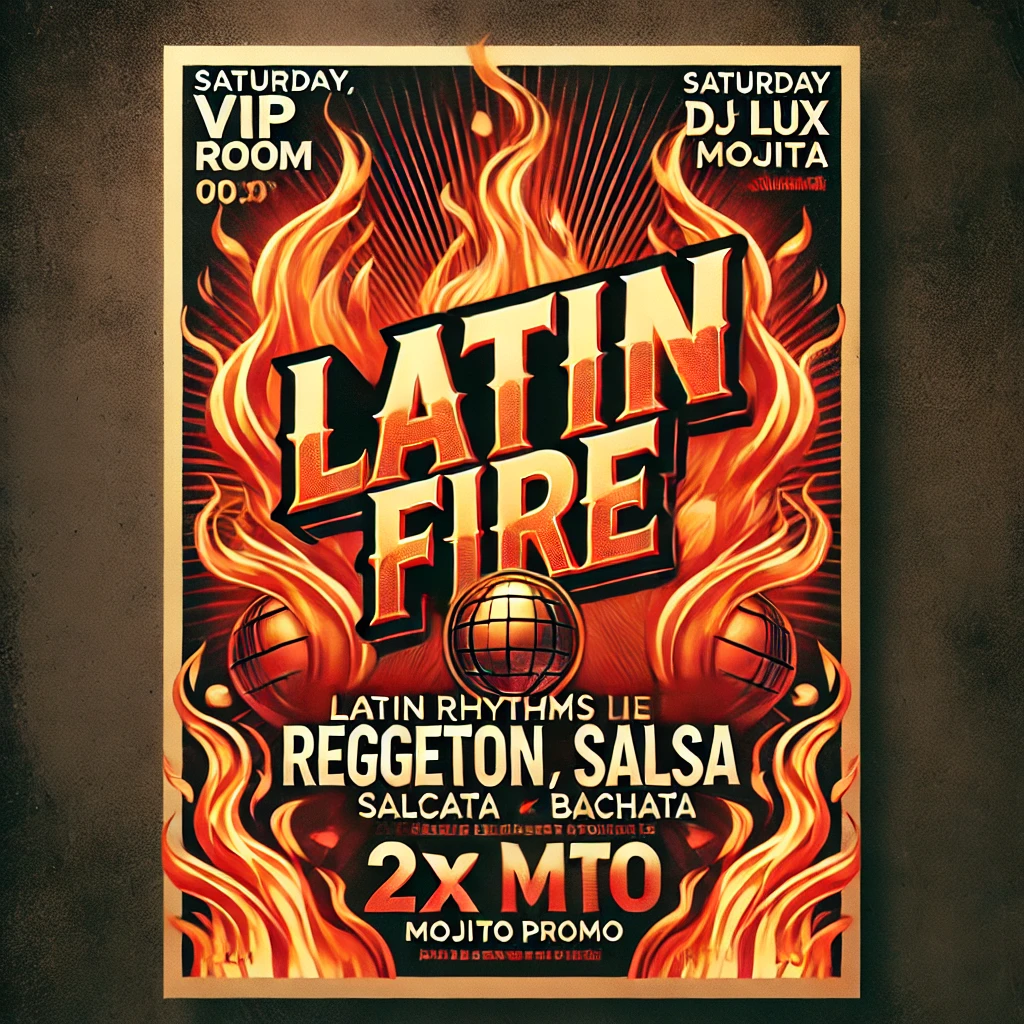 SATURDAY,
VIP
ROOM
SATURDAY
DJ LUX
MOJITA
LATIN
FIRE
LATIN RHYTHMS LIE
REGGETON, SALSA
SALCATA BACHATA
2x MTO
MOJITO PROMO